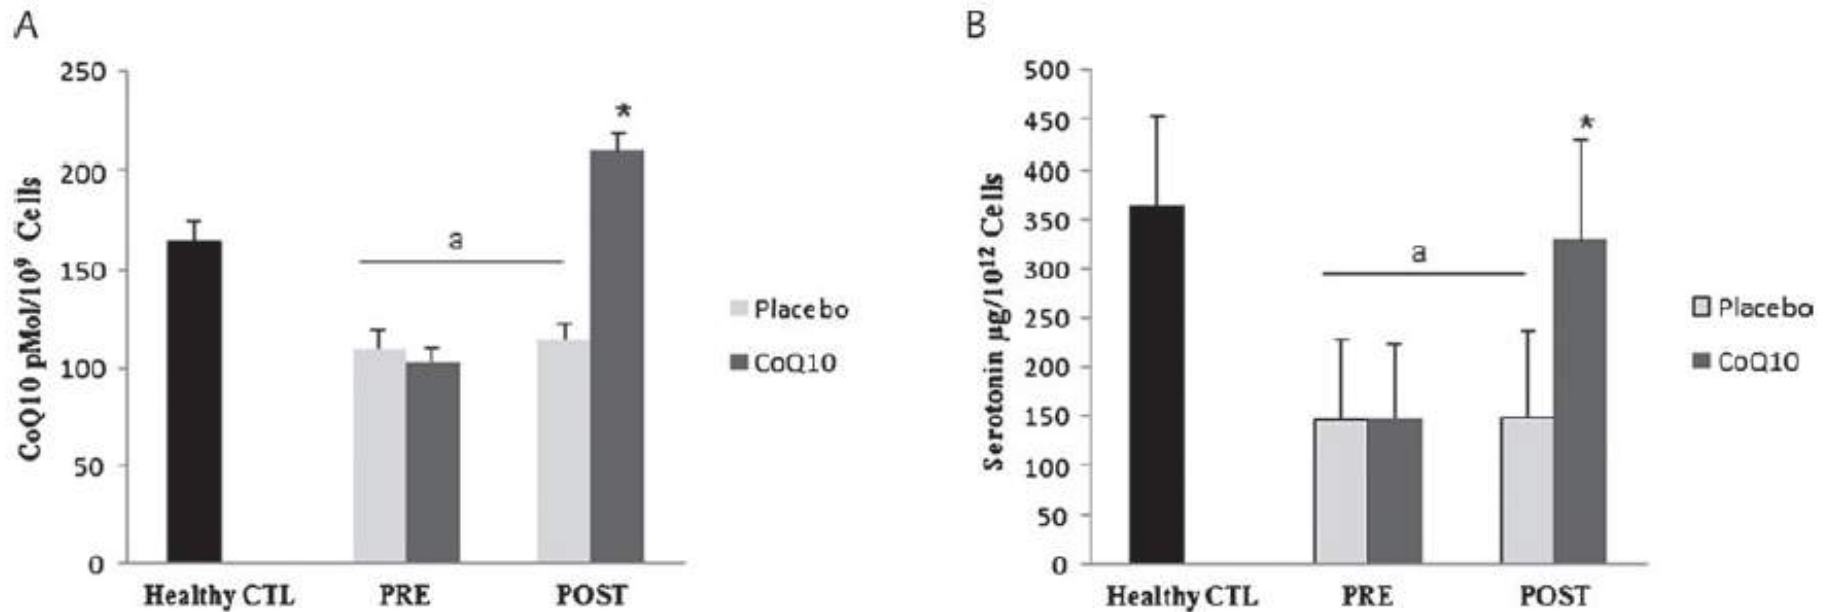 A
250
200
150
100
50
0
CoQ10 pMol/10⁹ Cells
*
a
Placebo
CoQ10
Healthy CTL PRE POST
B
500
450
400
350
300
250
200
150
100
50
0
Serotonin µg/10¹² Cells
*
a
Placebo
CoQ10
Healthy CTL PRE POST